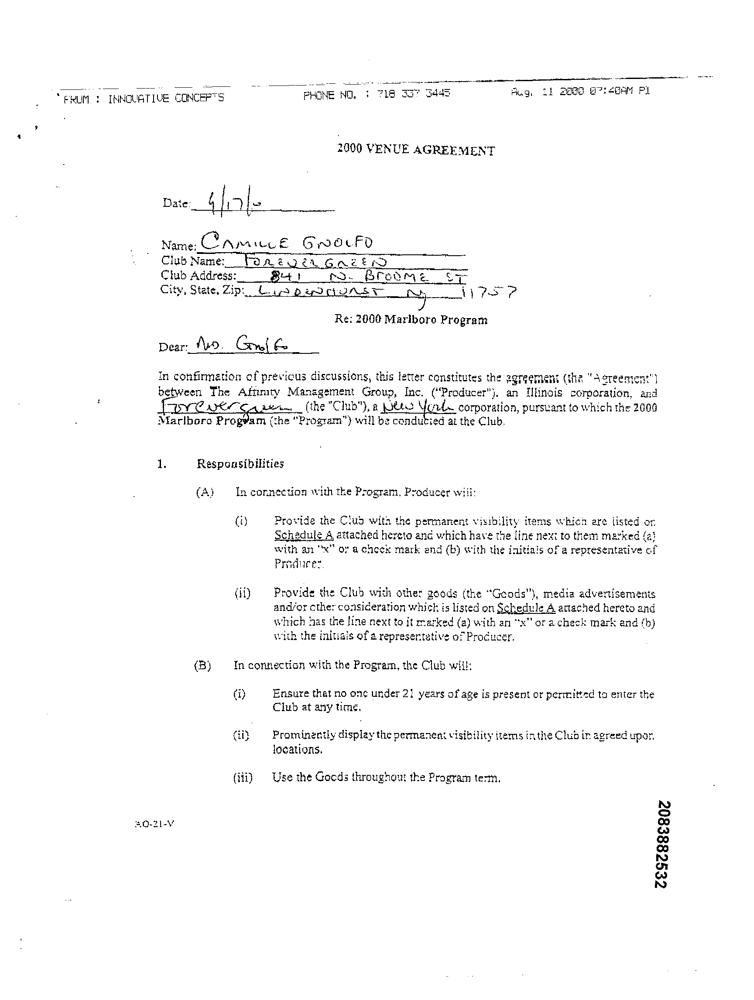 FROM : INNOVATIVE CONCEPTS PHONE NO. : 718 337 3445 Aug. 11 2000 07:40AM P1
2000 VENUE AGREEMENT
Date:
Name: CAMILLE GNOLFO
Club Name: FOREVERGREEN
Club Address: 841 N. BROOME ST
City, State, Zip: LINDENHURST NY 11757
Re: 2000 Marlboro Program
Dear: Ms. Gnolfo
In confirmation of previous discussions, this letter constitutes the agreement (the "Agreement")
between The Affinity Management Group, Inc. ("Producer"), an Illinois corporation, and
Forevergreen (the "Club"), a New York corporation, pursuant to which the 2000
Marlboro Program (the "Program") will be conducted at the Club.
1. Responsibilities
(A) In connection with the Program, Producer will:
(i) Provide the Club with the permanent visibility items which are listed on
Schedule A attached hereto and which have the line next to them marked (a)
with an "x" or a check mark and (b) with the initials of a representative of
Producer.
(ii) Provide the Club with other goods (the "Goods"), media advertisements
and/or other consideration which is listed on Schedule A attached hereto and
which has the line next to it marked (a) with an "x" or a check mark and (b)
with the initials of a representative of Producer.
(B) In connection with the Program, the Club will:
(i) Ensure that no one under 21 years of age is present or permitted to enter the
Club at any time.
(ii) Prominently display the permanent visibility items in the Club in agreed upon
locations.
(iii) Use the Goods throughout the Program term.
AO-21-V
2083882532